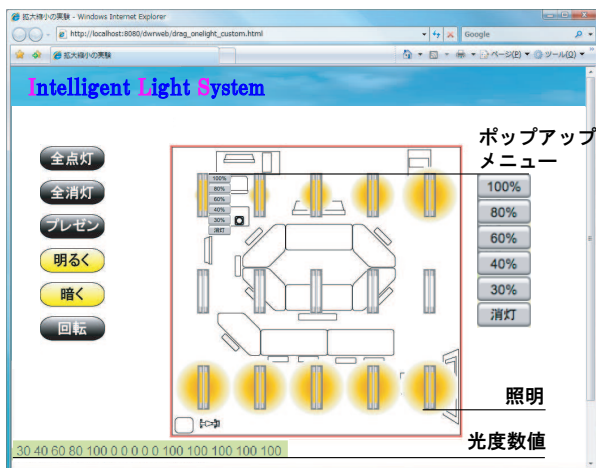 拡大縮小の実験 - Windows Internet Explorer
http://localhost:8080/dwrweb/drag_onelight_custom.html
Google
拡大縮小の実験
ページ(P)
ツール(O)
Intelligent Light System
ポップアップ
メニュー
全点灯
全消灯
プレゼン
明るく
暗く
回転
100%
80%
60%
40%
30%
消灯
100%
80%
60%
40%
30%
消灯
照明
光度数値
30 40 60 80 100 0 0 0 0 0 100 100 100 100 100